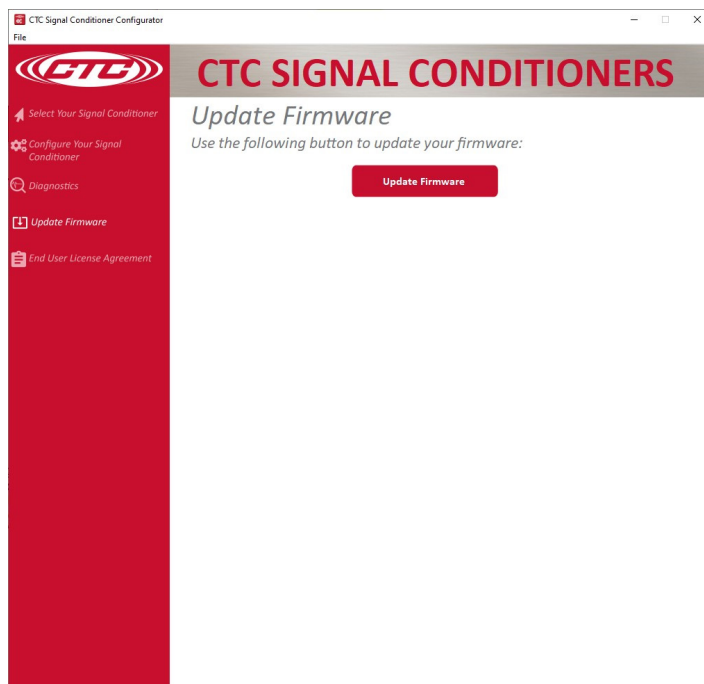 CTC Signal Conditioner Configurator
File
CTC
CTC SIGNAL CONDITIONERS
Select Your Signal Conditioner
Configure Your Signal
Conditioner
Diagnostics
Update Firmware
End User License Agreement
Update Firmware
Use the following button to update your firmware:
Update Firmware